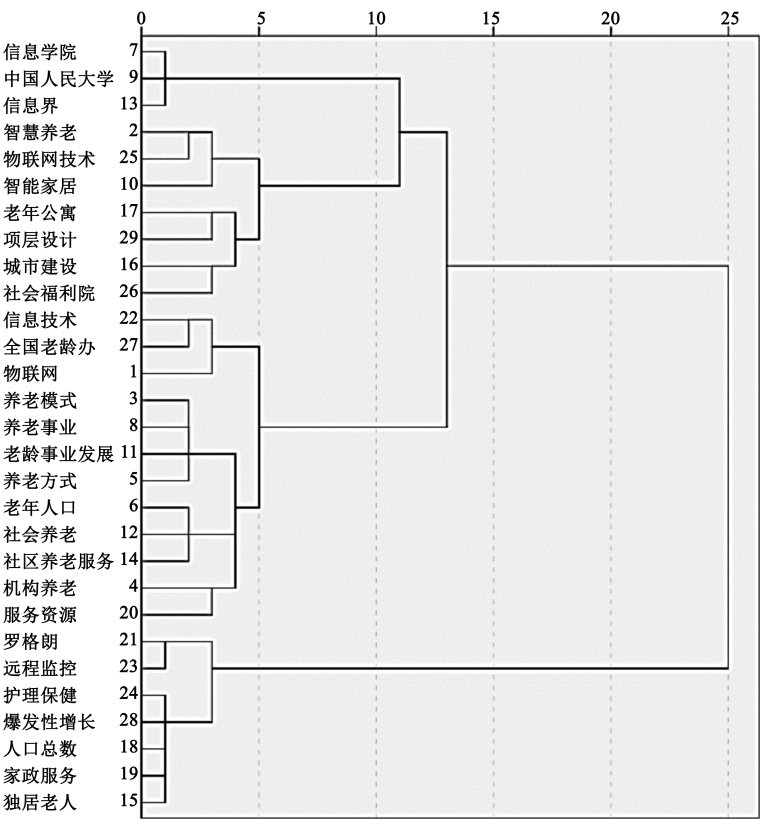 0 5 10 15 20 25
信息学院 7
中国人民大学 9
信息界 13
智慧养老 2
物联网技术 25
智能家居 10
老年公寓 17
项层设计 29
城市建设 16
社会福利院 26
信息技术 22
全国老龄办 27
物联网 1
养老模式 3
养老事业 8
老龄事业发展 11
养老方式 5
老年人口 6
社会养老 12
社区养老服务 14
机构养老 4
服务资源 20
罗格朗 21
远程监控 23
护理保健 24
爆发性增长 28
人口总数 18
家政服务 19
独居老人 15